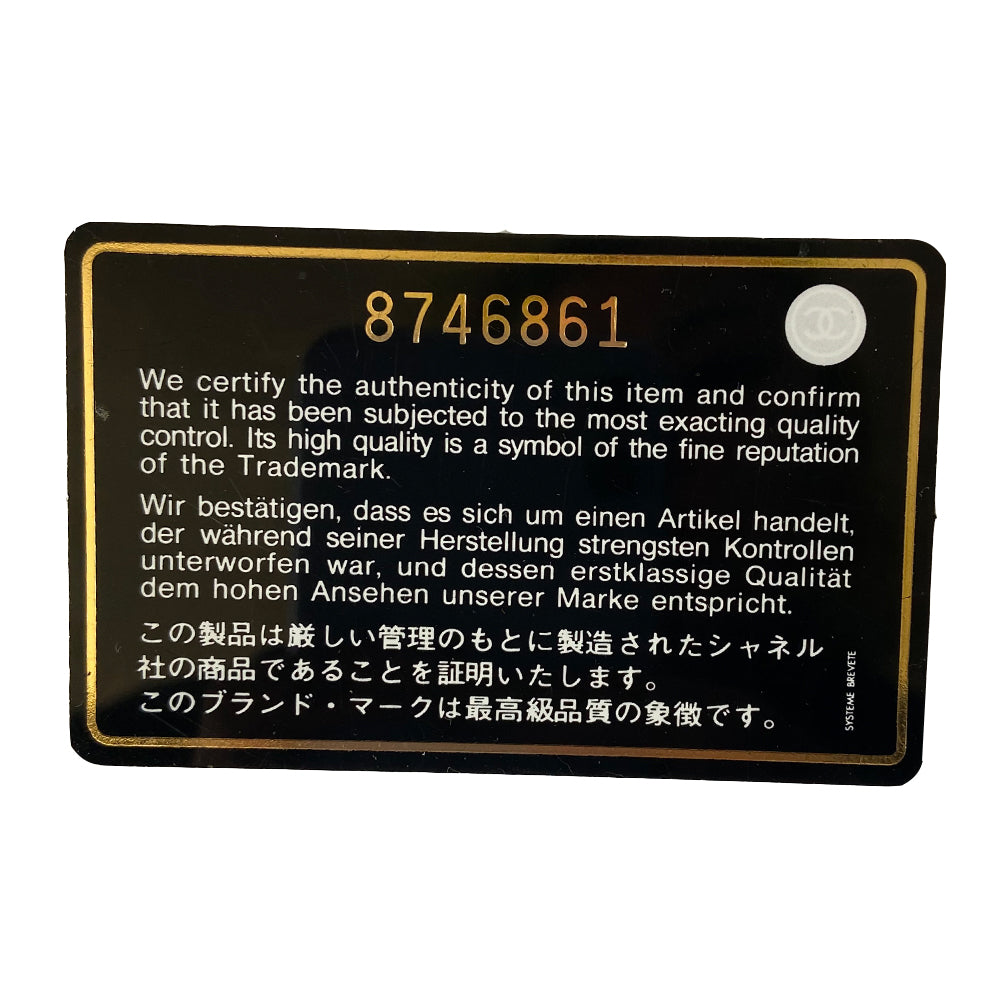 8746861
We certify the authenticity of this item and confirm
that it has been subjected to the most exacting quality
control. Its high quality is a symbol of the fine reputation
of the Trademark.
Wir bestätigen, dass es sich um einen Artikel handelt,
der während seiner Herstellung strengsten Kontrollen
unterworfen war, und dessen erstklassige Qualität
dem hohen Ansehen unserer Marke entspricht.
この製品は厳しい管理のもとに製造されたシャネル
社の商品であることを証明いたします。
このブランド・マークは最高級品質の象徴です。
SYSTEME BREVETE